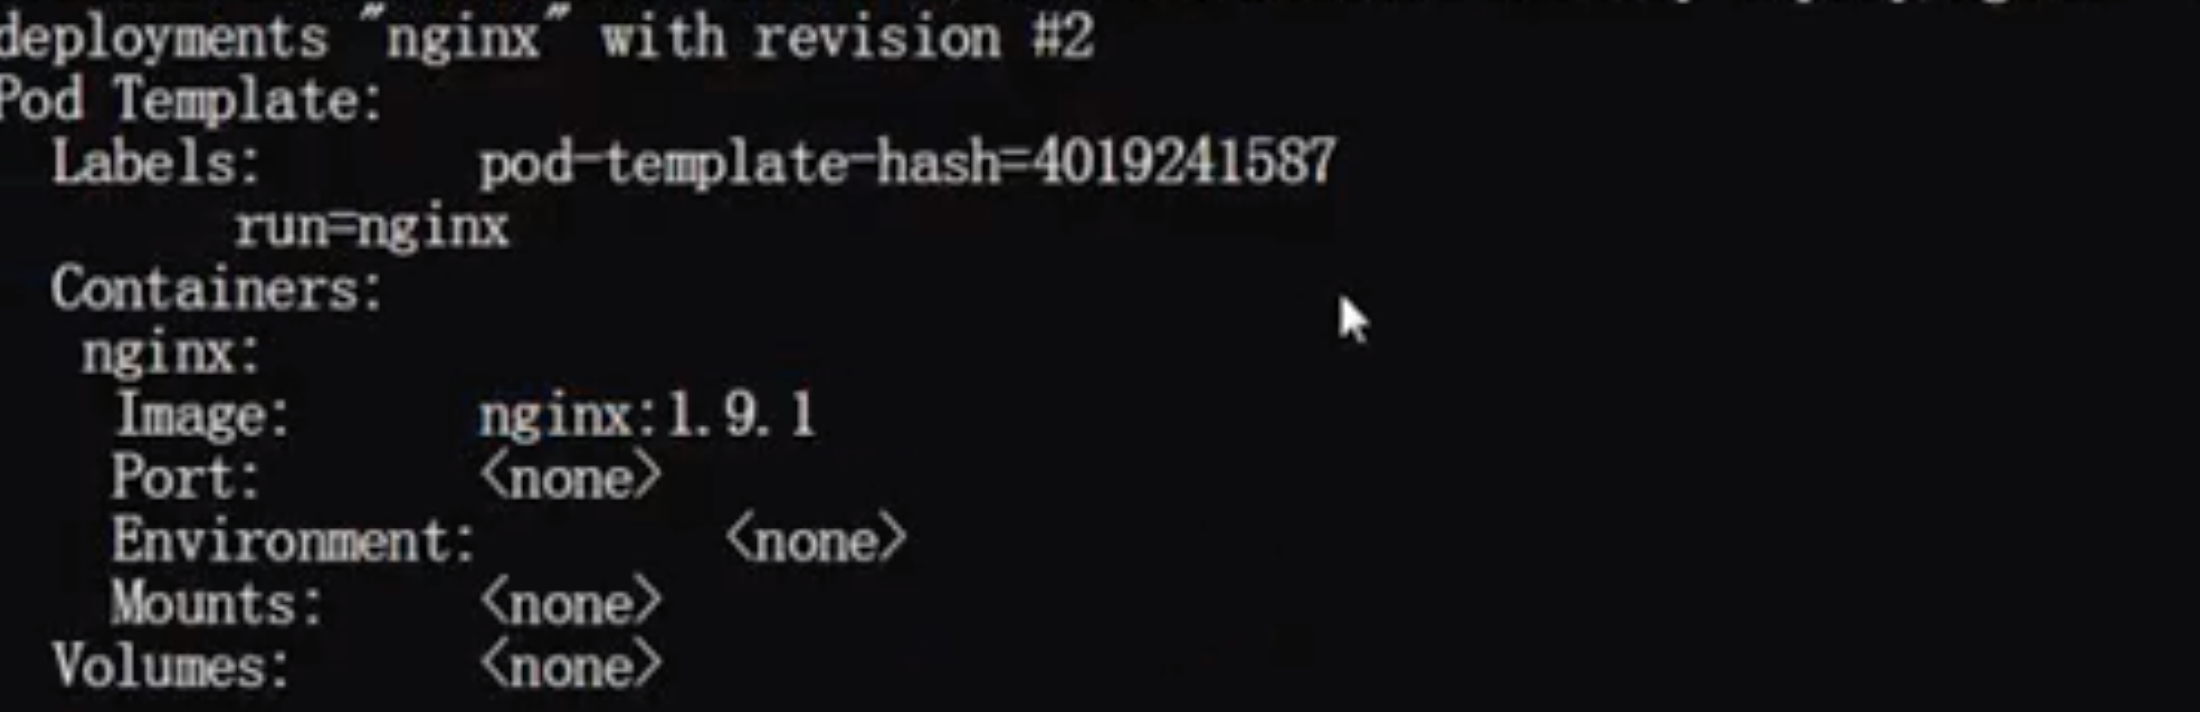 deployments "nginx" with revision #2
Pod Template:
  Labels:       pod-template-hash=4019241587
        run=nginx
  Containers:
   nginx:
    Image:      nginx:1.9.1
    Port:       <none>
    Environment:        <none>
    Mounts:     <none>
  Volumes:      <none>